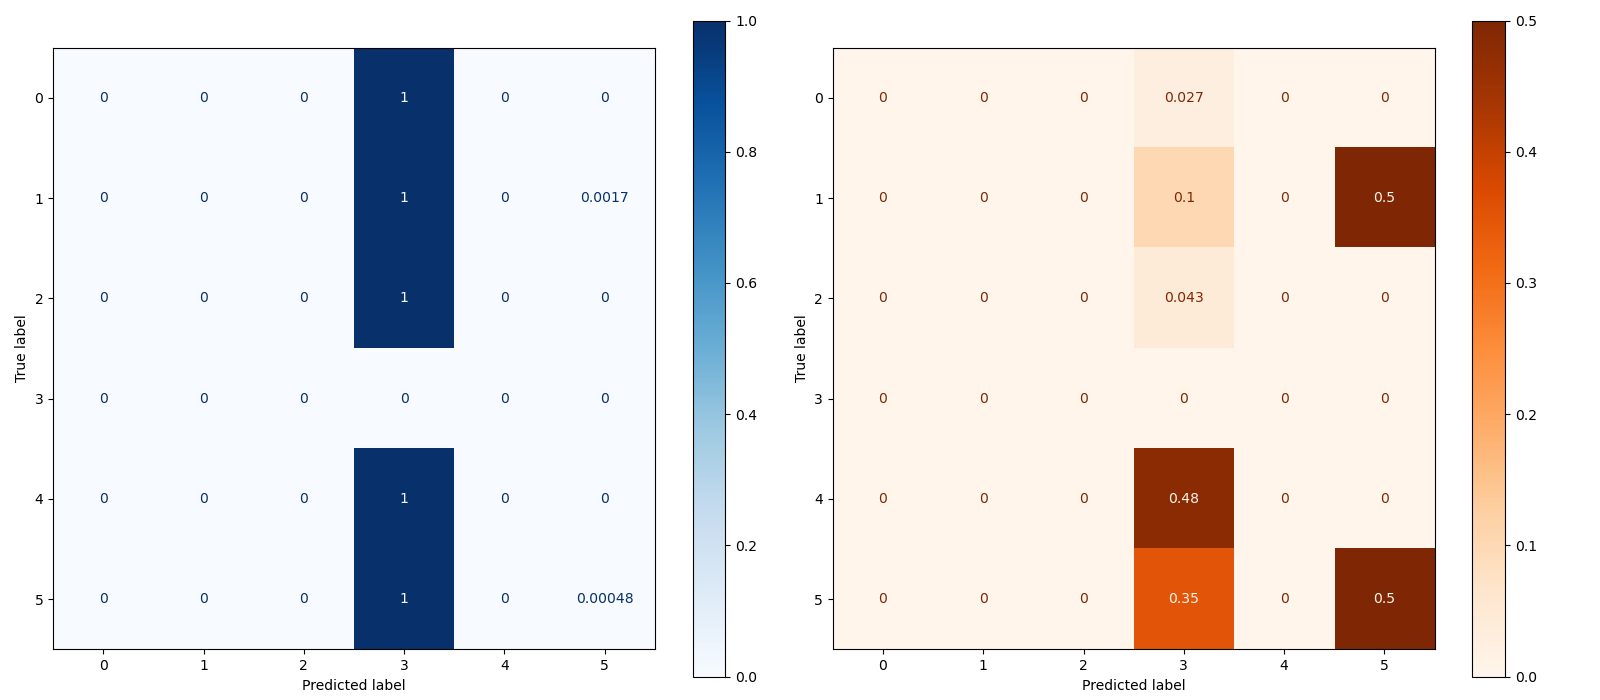 1.0
0 0 0 0 1 0 0
0.8
1 0 0 0 1 0 0.0017
0.6
2 0 0 0 1 0 0
True label
3 0 0 0 0 0 0
0.4
4 0 0 0 1 0 0
0.2
5 0 0 0 1 0 0.00048
0 1 2 3 4 5
0.0
Predicted label
0.5
0 0 0 0 0.027 0 0
0.4
1 0 0 0 0.1 0 0.5
0.3
2 0 0 0 0.043 0 0
True label
3 0 0 0 0 0 0
0.2
4 0 0 0 0.48 0 0
0.1
5 0 0 0 0.35 0 0.5
0 1 2 3 4 5
0.0
Predicted label